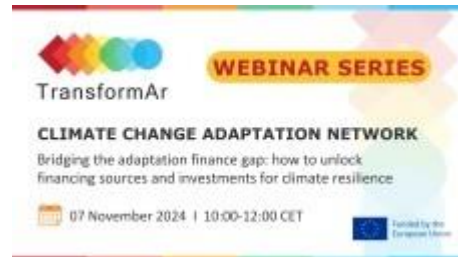 WEBINAR SERIES
TransformAr
CLIMATE CHANGE ADAPTATION NETWORK
Bridging the adaptation finance gap: how to unlock
financing sources and investments for climate resilience
07 November 2024 I 10:00-12:00 CET
Funded by the
European Union